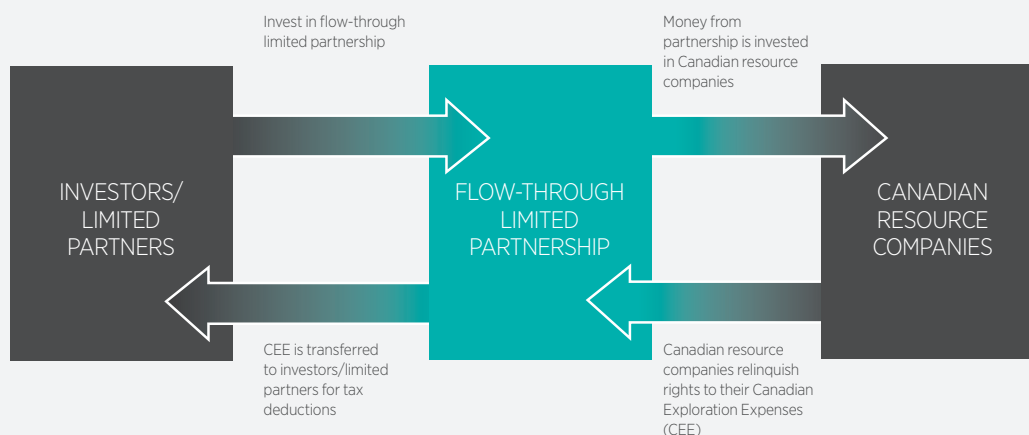 Invest in flow-through
limited partnership
Money from
partnership is invested
in Canadian resource
companies
INVESTORS/
LIMITED
PARTNERS
FLOW-THROUGH
LIMITED
PARTNERSHIP
CANADIAN
RESOURCE
COMPANIES
CEE is transferred
to investors/limited
partners for tax
deductions
Canadian resource
companies relinquish
rights to their Canadian
Exploration Expenses
(CEE)